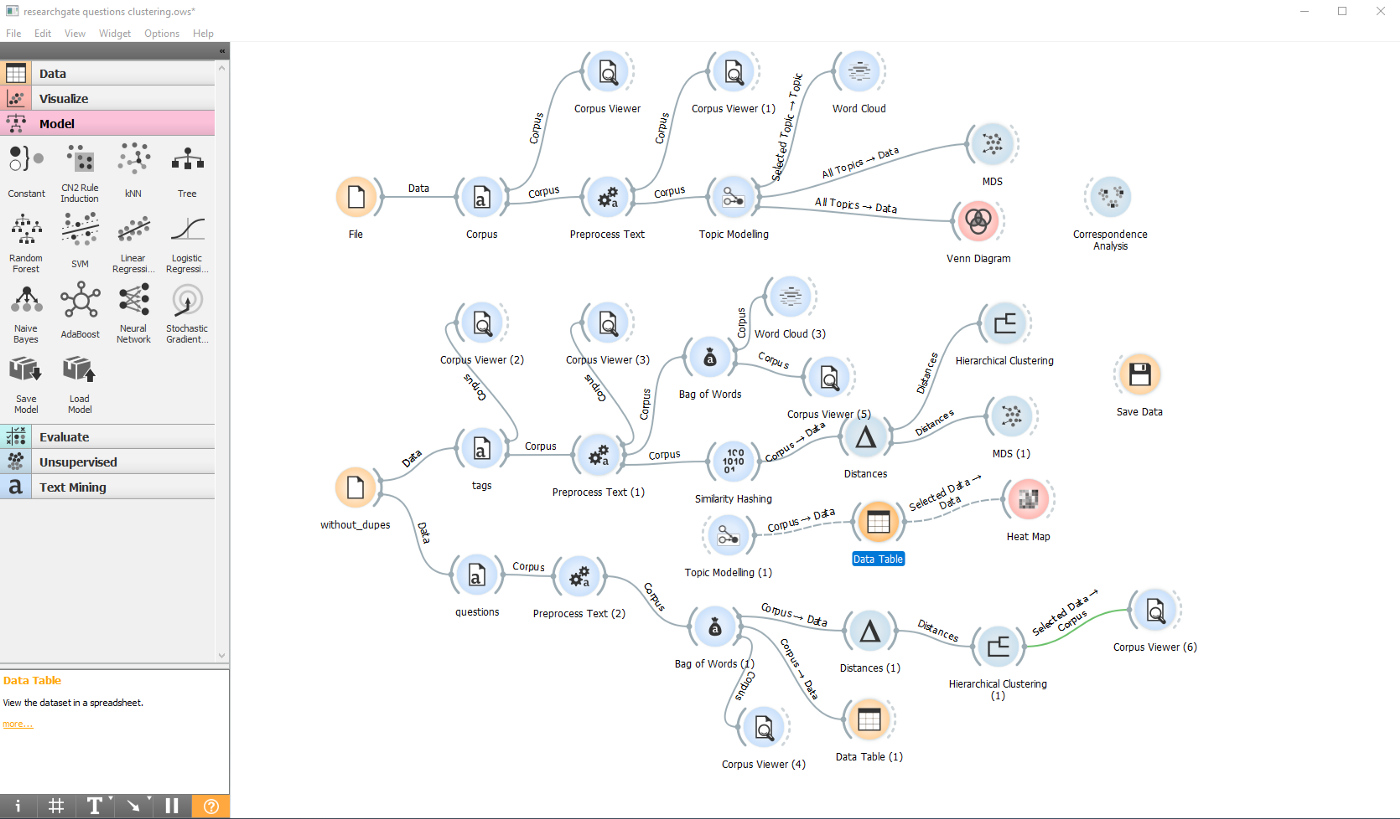 researchgate questions clustering.ows*
File Edit View Widget Options Help
«
Data
Visualize
Model
Constant
CN2 Rule
Induction
kNN
Tree
Random
Forest
SVM
Linear
Regressi...
Logistic
Regressi...
Naive
Bayes
AdaBoost
Neural
Network
Stochastic
Gradient...
Save
Model
Load
Model
Evaluate
Unsupervised
a Text Mining
Data Table
View the dataset in a spreadsheet.
more...
i # T ?
Corpus Viewer
Corpus Viewer (1)
Word Cloud
Corpus
Corpus
Selected Topic → Topic
All Topics → Data
MDS
Data
Corpus
Corpus
All Topics → Data
File
a
Corpus
a
Preprocess Text
Topic Modeling
Venn Diagram
Correspondence
Analysis
Corpus Viewer (2)
Corpus Viewer (3)
Corpus
Word Cloud (3)
Corpus
a
Bag of Words
Corpus Viewer (5)
Hierarchical Clustering
Distances
Save Data
Corpus
Corpus
Corpus
Data
a
tags
Corpus
a
Preprocess Text (1)
Corpus
100
1010
01
Similarity Hashing
Corpus → Data
Δ
Distances
Distances
MDS (1)
without_dupes
Topic Modelling (1)
Corpus → Data
Data Table
Selected Data →
Data
Heat Map
Data
a
questions
Corpus
a
Preprocess Text (2)
Corpus
a
Bag of Words (1)
Corpus → Data
Δ
Distances (1)
Distances
Hierarchical Clustering
(1)
Selected Data →
Corpus
Corpus Viewer (6)
Corpus
Corpus → Data
Corpus Viewer (4)
Data Table (1)